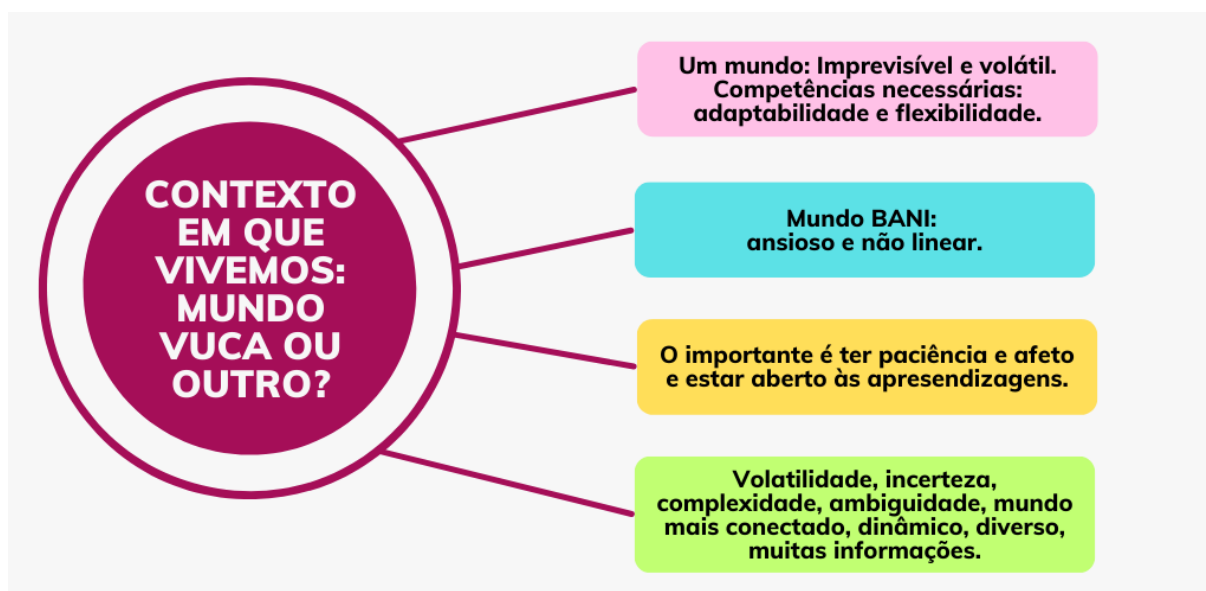 CONTEXTO
EM QUE
VIVEMOS:
MUNDO
VUCA OU
OUTRO?
Um mundo: Imprevisível e volátil.
Competências necessárias:
adaptabilidade e flexibilidade.
Mundo BANI:
ansioso e não linear.
O importante é ter paciência e afeto
e estar aberto às apresendizagens.
Volatilidade, incerteza,
complexidade, ambiguidade, mundo
mais conectado, dinâmico, diverso,
muitas informações.